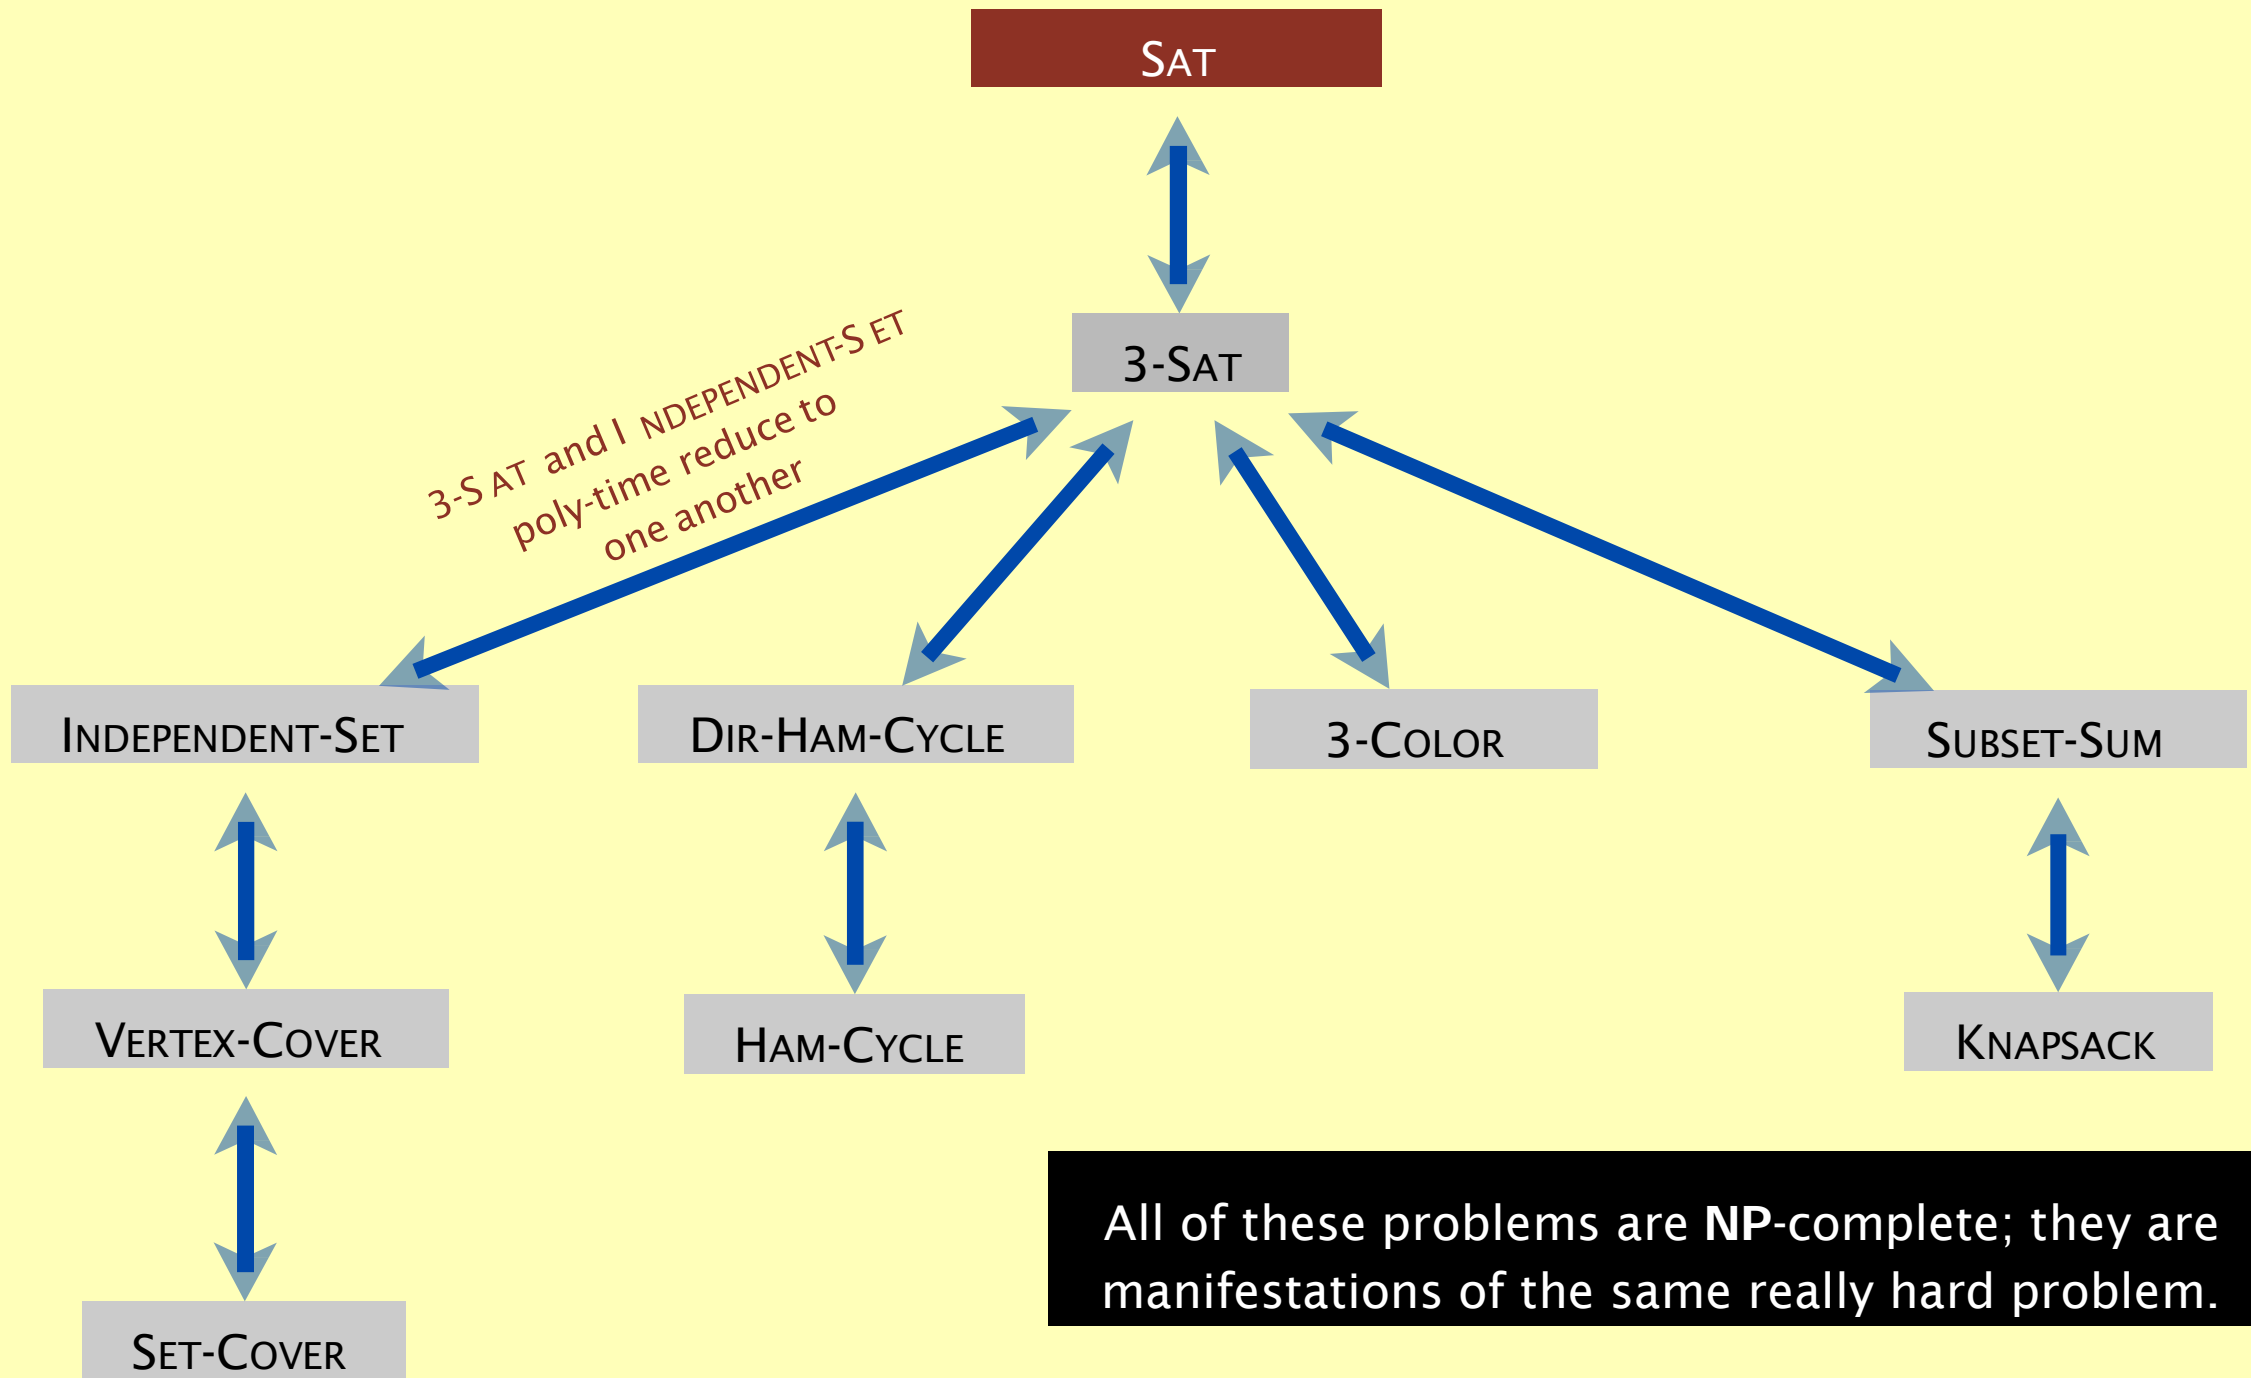 SAT
3-SAT
3-SAT and INDEPENDENT-SET
poly-time reduce to
one another
INDEPENDENT-SET
DIR-HAM-CYCLE
3-COLOR
SUBSET-SUM
VERTEX-COVER
HAM-CYCLE
KNAPSACK
All of these problems are NP-complete; they are
manifestations of the same really hard problem.
SET-COVER